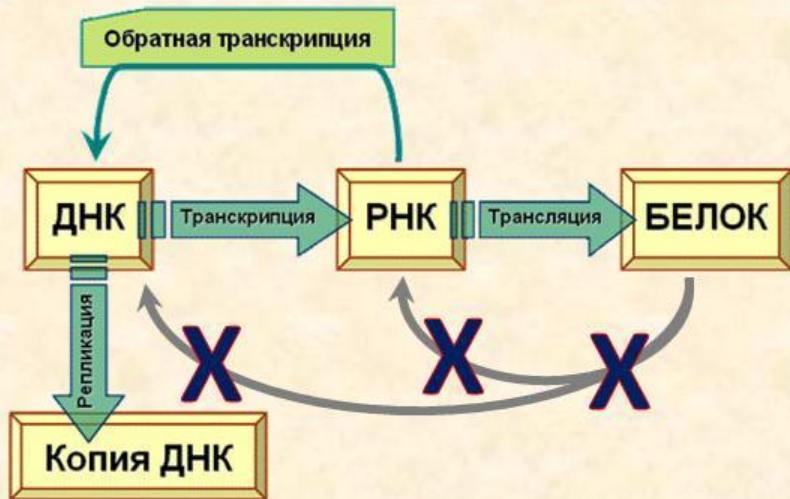 Обратная транскрипция
ДНК
Транскрипция
РНК
Трансляция
БЕЛОК
Репликация
X
X
X
Копия ДНК